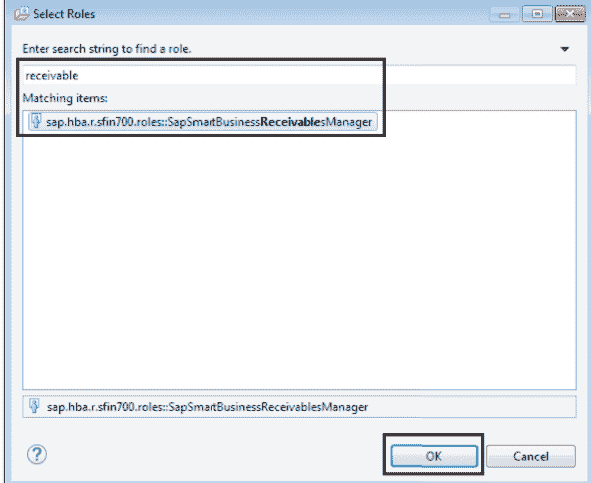 Select Roles
Enter search string to find a role.
receivable
Matching items:
sap.hba.r.sfin700.roles::SapSmartBusinessReceivablesManager
sap.hba.r.sfin700.roles::SapSmartBusinessReceivablesManager
?
OK
Cancel